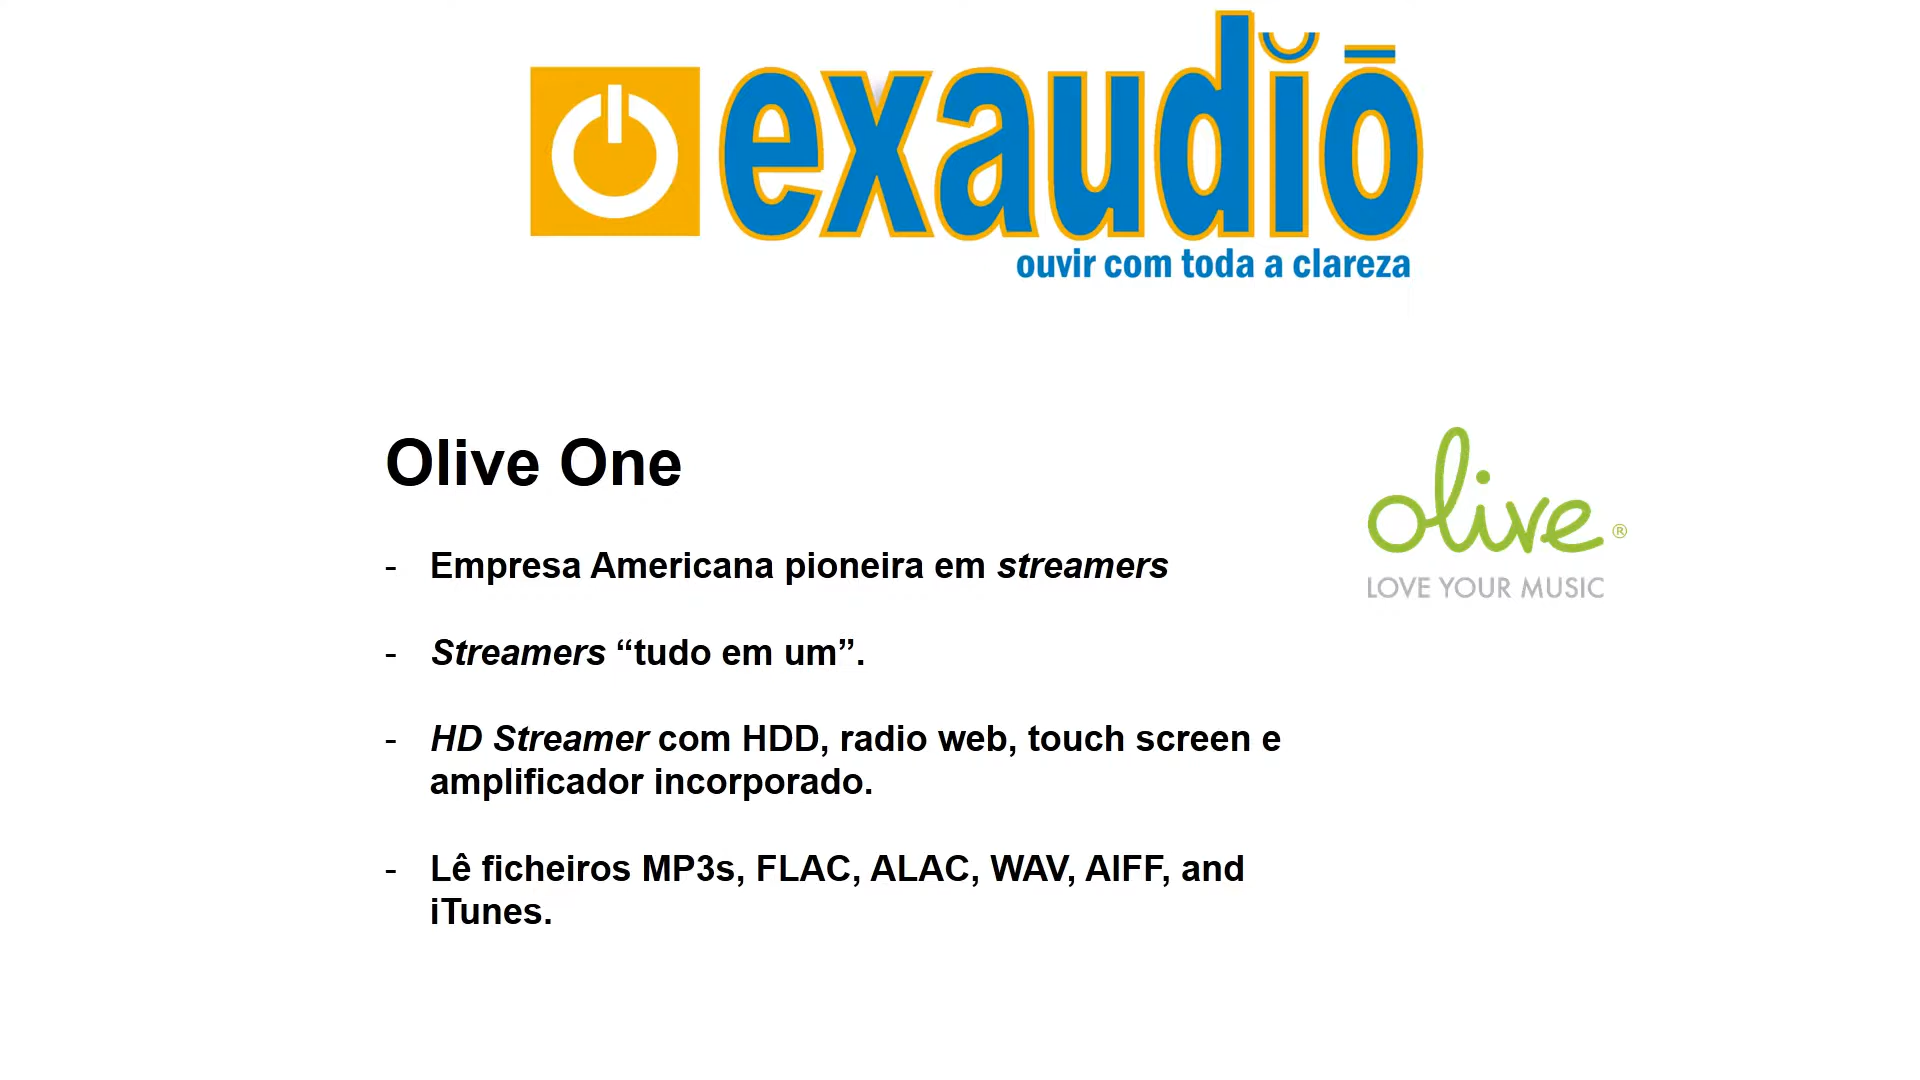 exaudĭō
ouvir com toda a clareza
Olive One
olive®
LOVE YOUR MUSIC
- Empresa Americana pioneira em streamers
- Streamers “tudo em um”.
- HD Streamer com HDD, radio web, touch screen e
amplificador incorporado.
- Lê ficheiros MP3s, FLAC, ALAC, WAV, AIFF, and
iTunes.